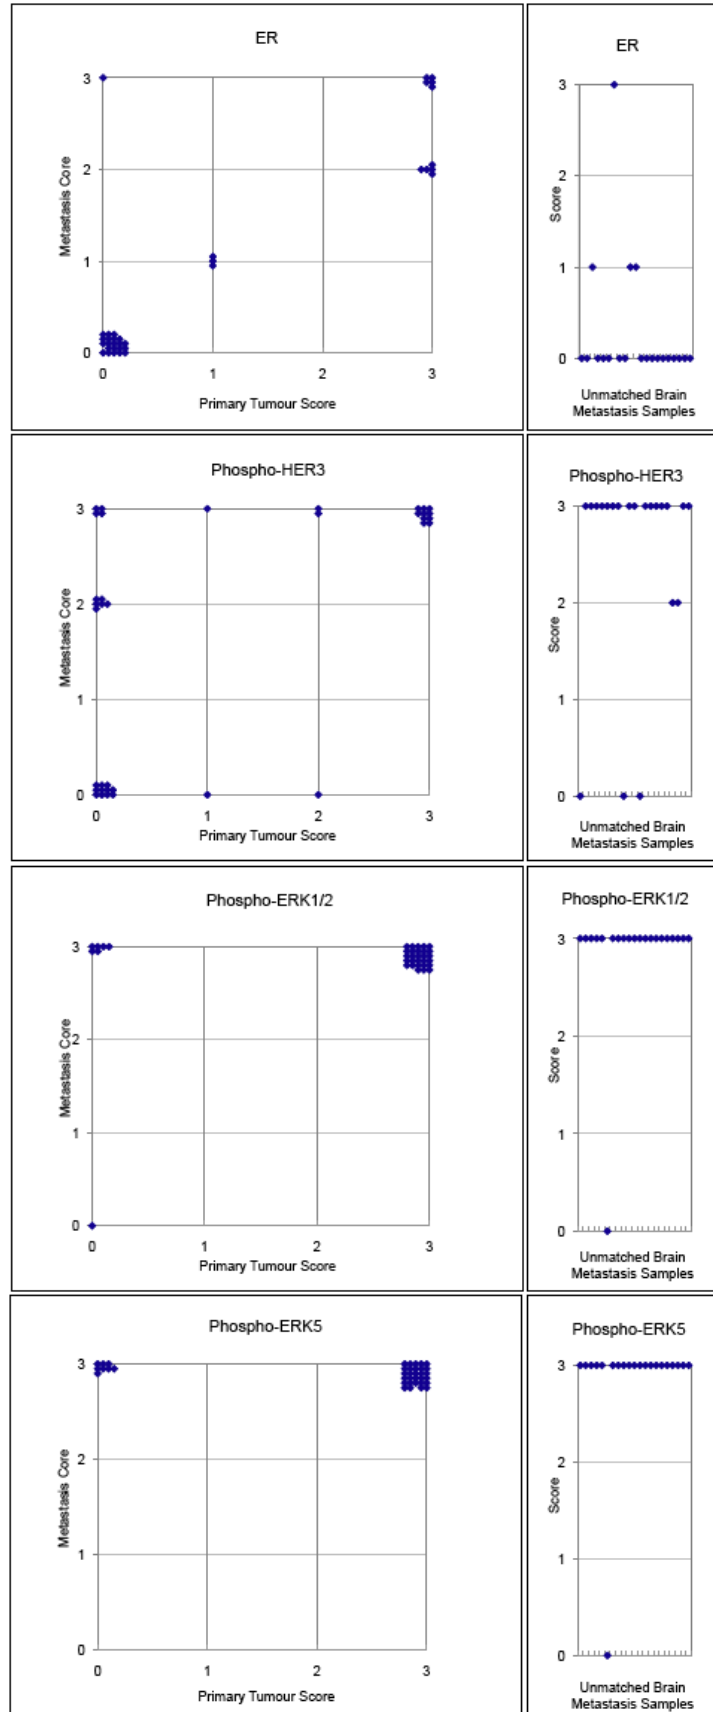 ER
3
2
1
0
Metastasis Core
0 1 2 3
Primary Tumour Score
ER
3
2
1
0
Score
Unmatched Brain
Metastasis Samples
Phospho-HER3
3
2
1
0
Metastasis Core
0 1 2 3
Primary Tumour Score
Phospho-HER3
3
2
1
0
Score
Unmatched Brain
Metastasis Samples
Phospho-ERK1/2
3
2
1
0
Metastasis Core
0 1 2 3
Primary Tumour Score
Phospho-ERK1/2
3
2
1
0
Score
Unmatched Brain
Metastasis Samples
Phospho-ERK5
3
2
1
0
Metastasis Core
0 1 2 3
Primary Tumour Score
Phospho-ERK5
3
2
1
0
Score
Unmatched Brain
Metastasis Samples